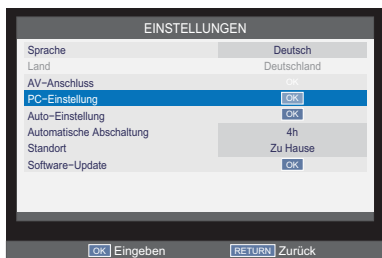 EINSTELLUNGEN
Sprache Deutsch
Land Deutschland
AV-Anschluss OK
PC-Einstellung OK
Auto-Einstellung OK
Automatische Abschaltung 4h
Standort Zu Hause
Software-Update OK
OK Eingeben RETURN Zurück